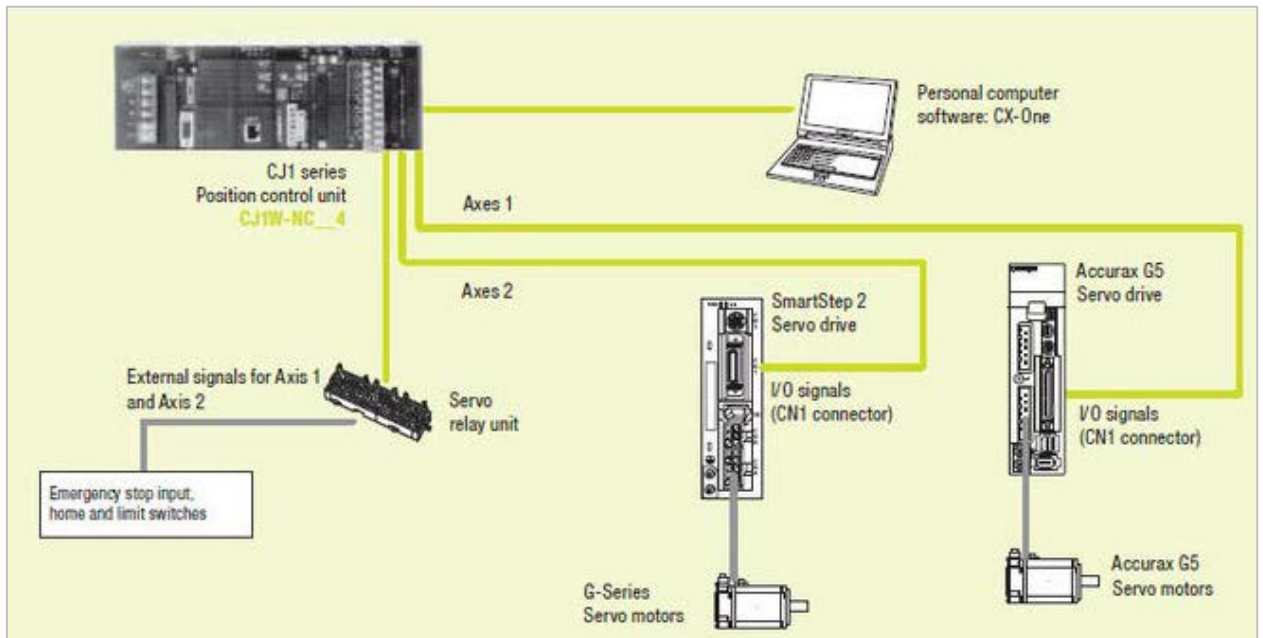 Personal computer
software: CX-One
CJ1 series
Position control unit
CJ1W-NC__4
Axes 1
Axes 2
SmartStep 2
Servo drive
Accurax G5
Servo drive
External signals for Axis 1
and Axis 2
Servo
relay unit
I/O signals
(CN1 connector)
I/O signals
(CN1 connector)
Emergency stop input,
home and limit switches
G-Series
Servo motors
Accurax G5
Servo motors